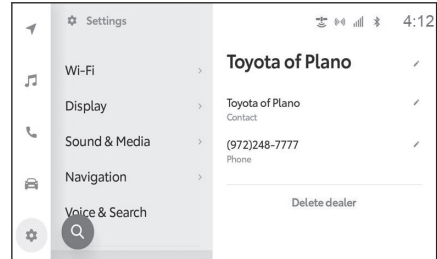 Settings
4:12
Wi-Fi
Display
Sound & Media
Navigation
Voice & Search
Toyota of Plano
Toyota of Plano
Contact
(972)248-7777
Phone
Delete dealer